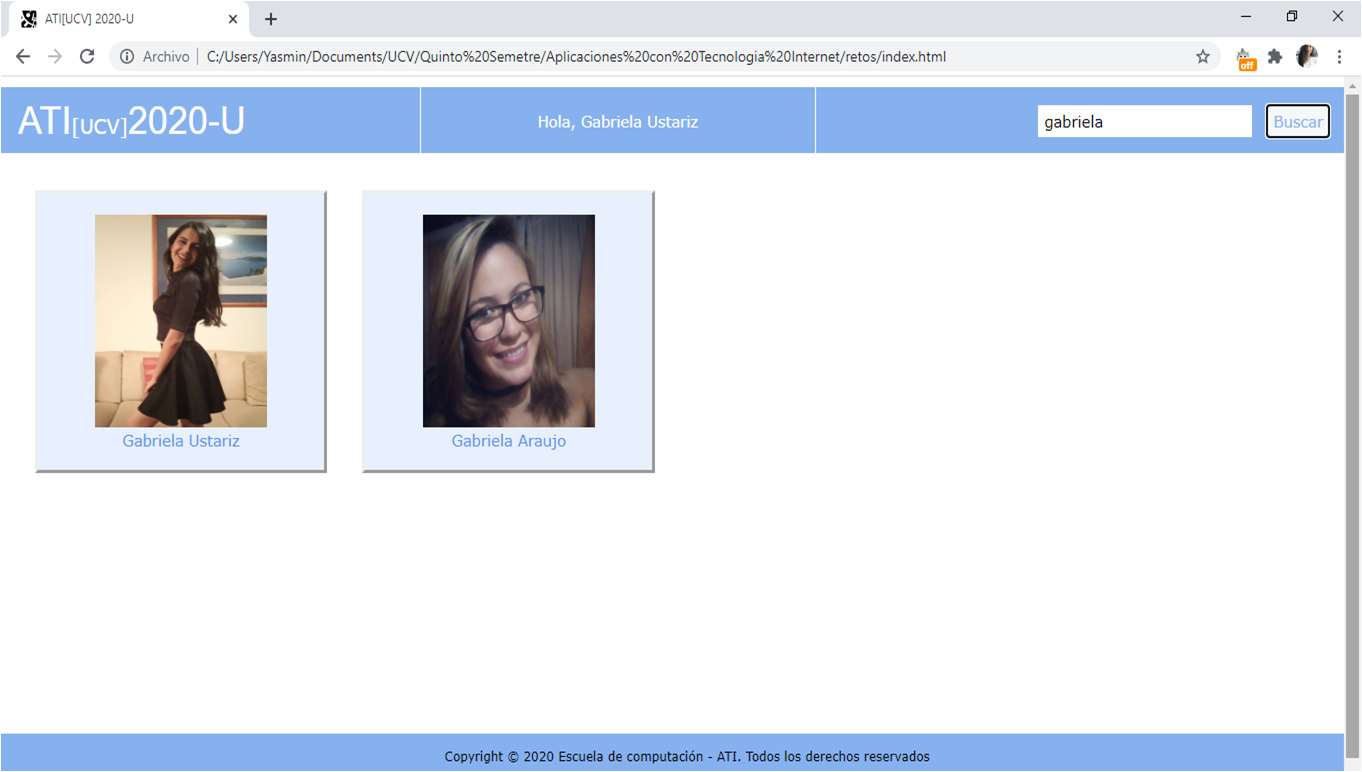 ATI[UCV] 2020-U
Archivo | C:/Users/Yasmin/Documents/UCV/Quinto%20Semetre/Aplicaciones%20con%20Tecnologia%20Internet/retos/index.html
off
ATI[UCV]2020-U
Hola, Gabriela Ustariz
gabriela
Buscar
Gabriela Ustariz
Gabriela Araujo
Copyright © 2020 Escuela de computación - ATI. Todos los derechos reservados